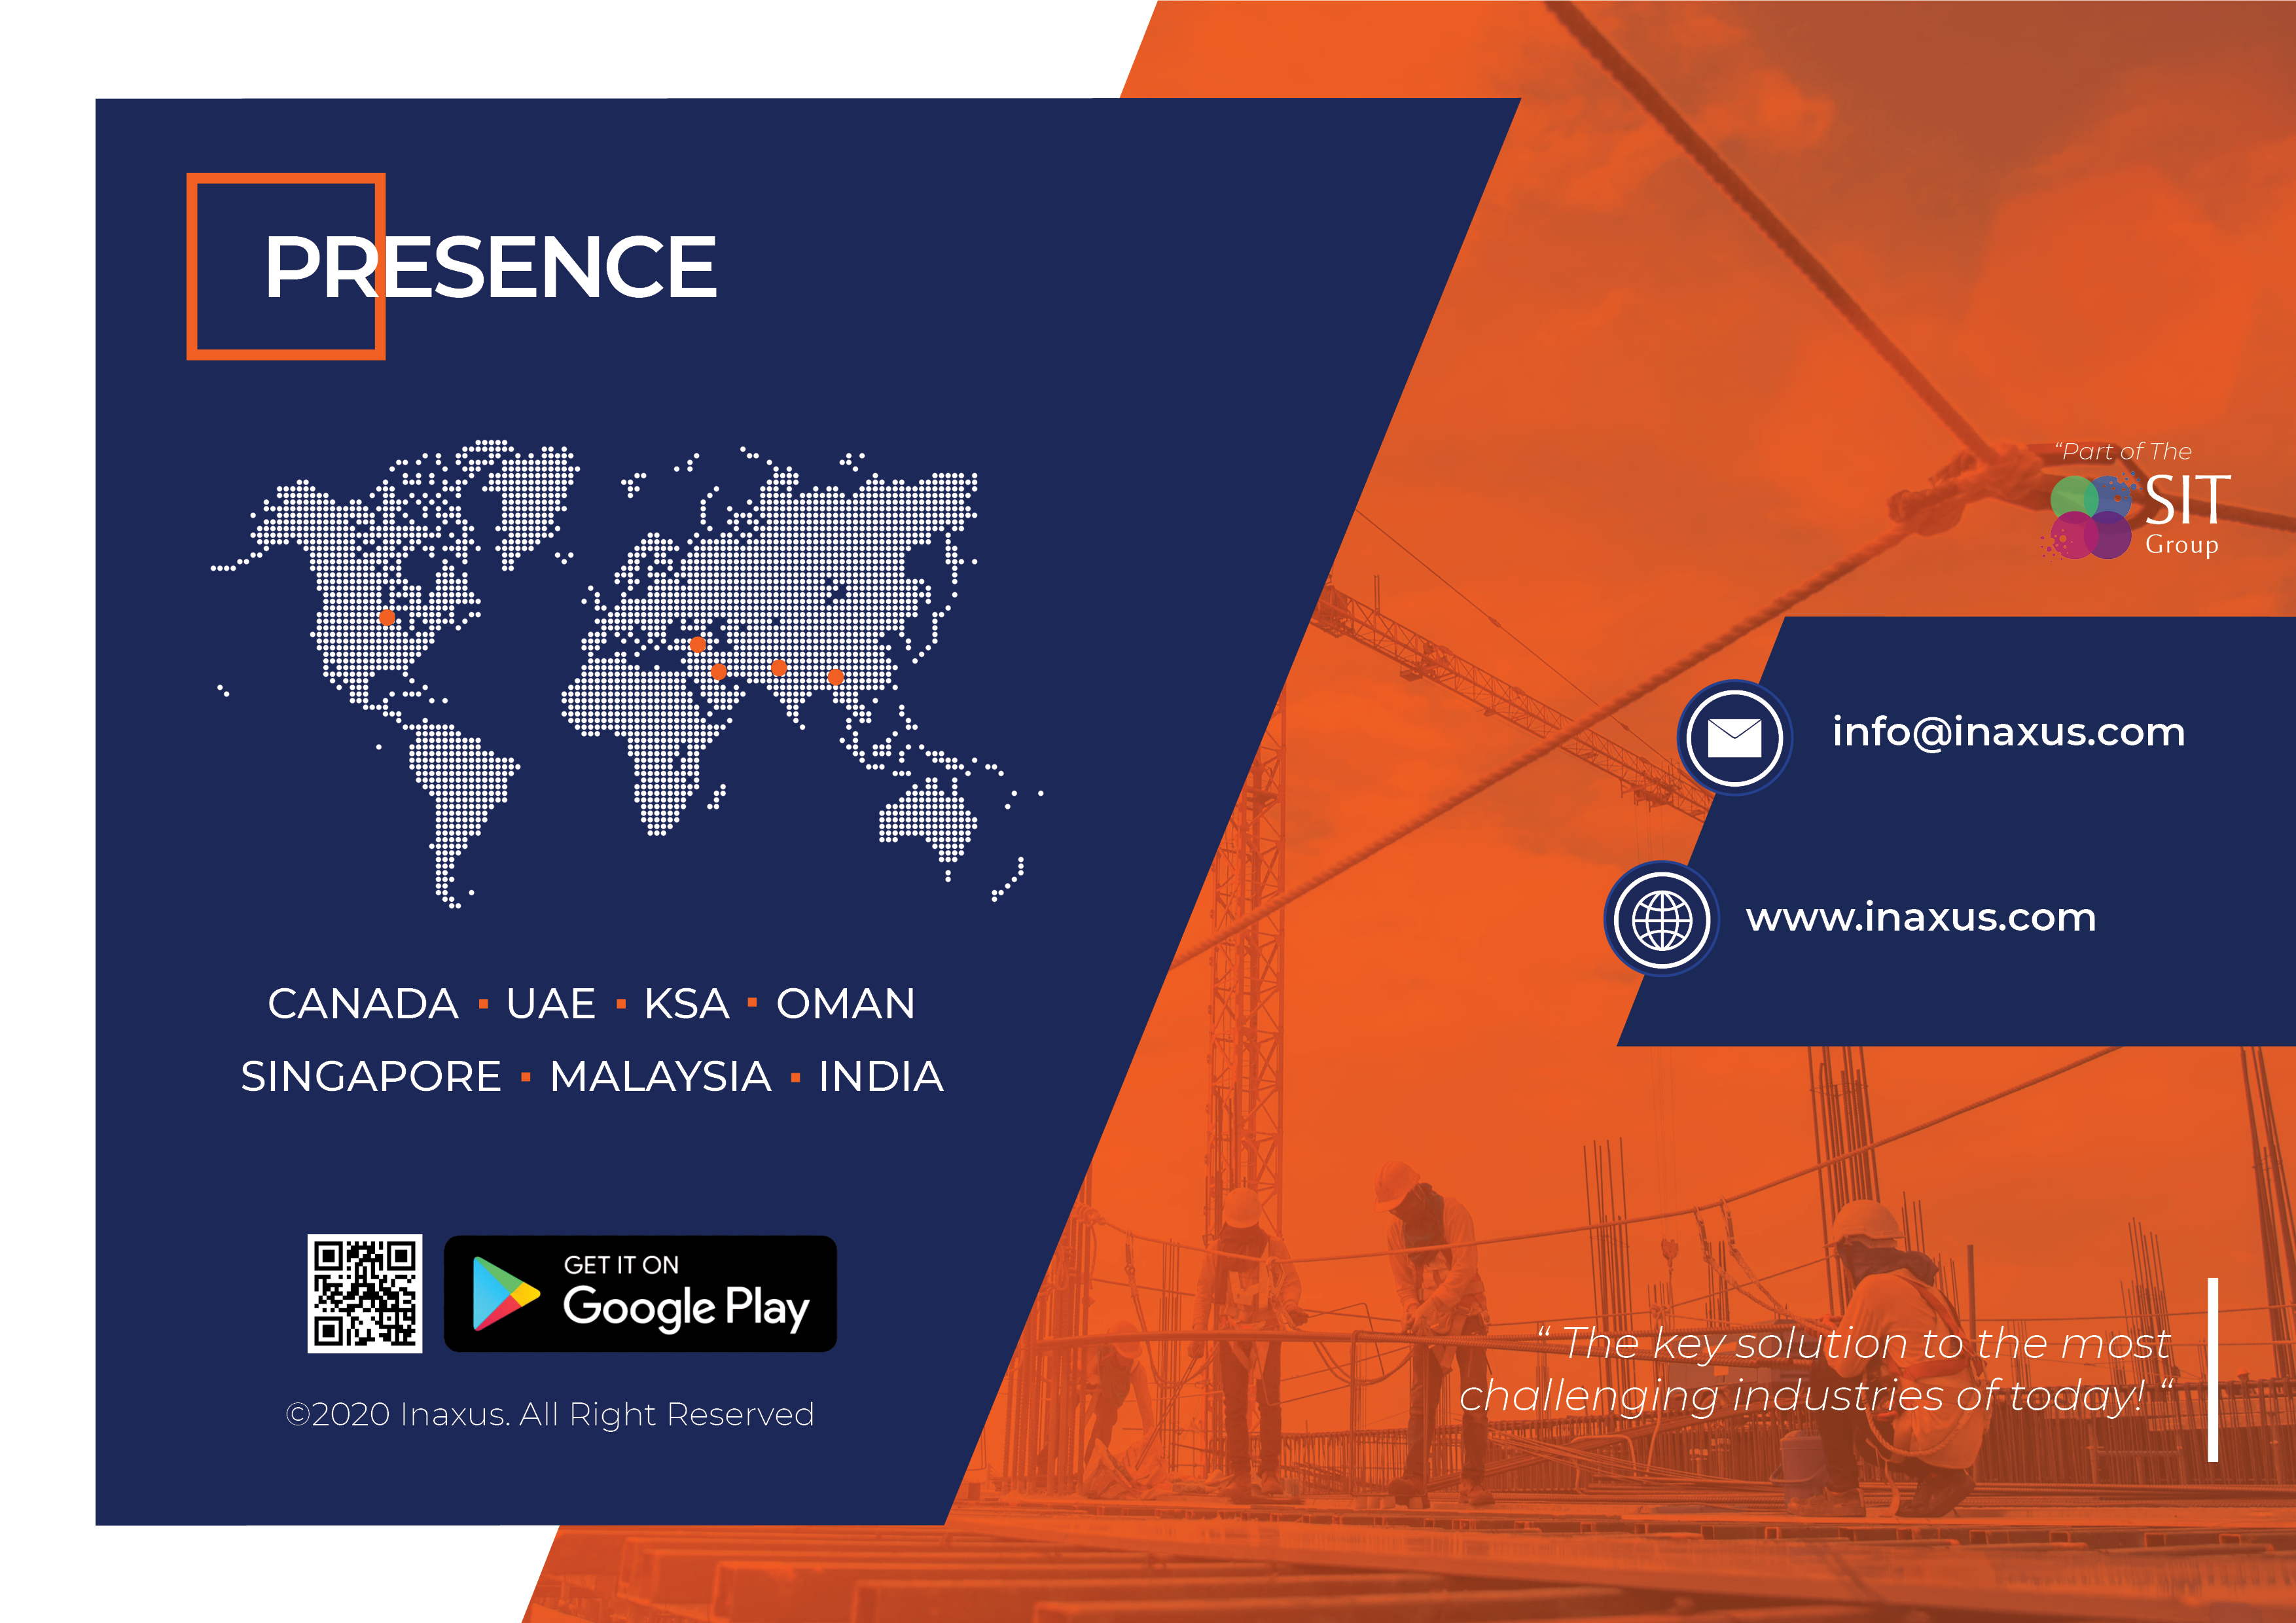 PRESENCE
CANADA ▪ UAE ▪ KSA ▪ OMAN
SINGAPORE ▪ MALAYSIA ▪ INDIA
GET IT ON
Google Play
©2020 Inaxus. All Right Reserved
“Part of The
SIT
Group
info@inaxus.com
www.inaxus.com
“ The key solution to the most
challenging industries of today! “